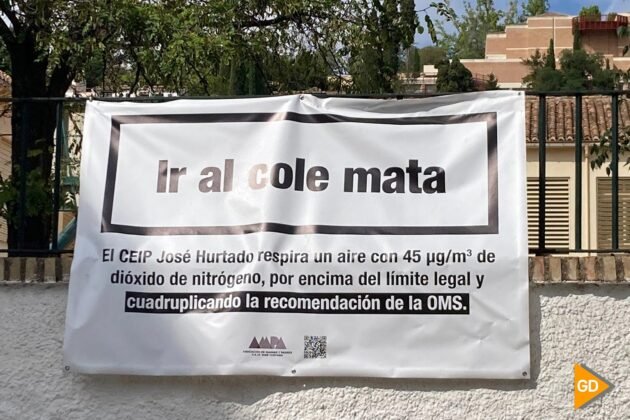 Ir al cole mata
El CEIP José Hurtado respira un aire con 45 µg/m³ de
dióxido de nitrógeno, por encima del límite legal y
cuadruplicando la recomendación de la OMS.
AMPA
GD